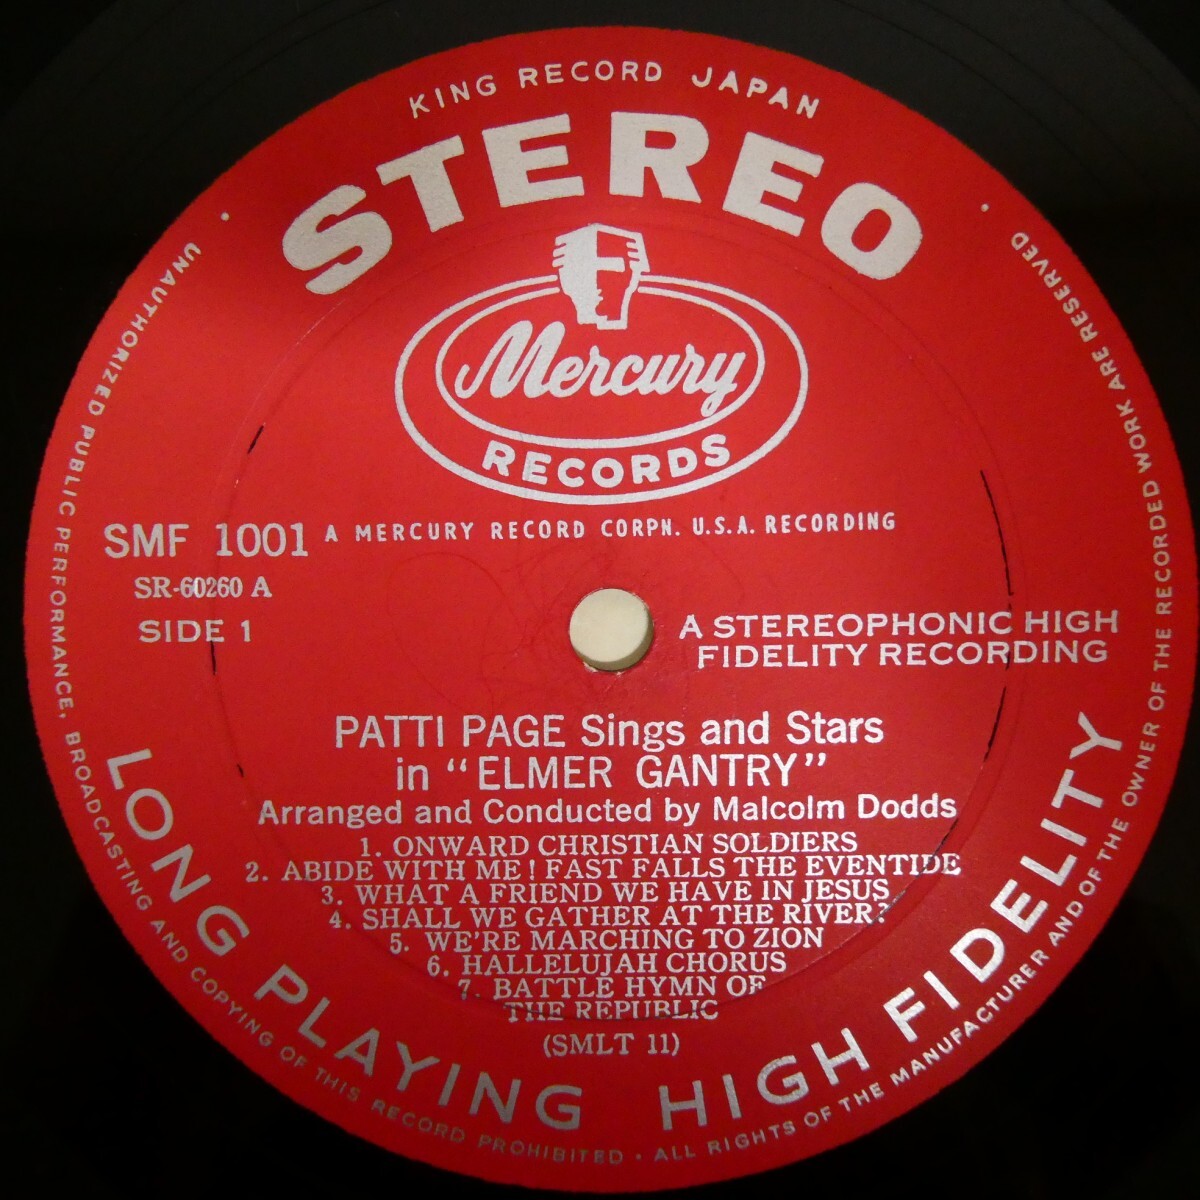 KING RECORD JAPAN
STEREO
Mercury
RECORDS
SMF 1001
A MERCURY RECORD CORPN. U.S.A. RECORDING
SR-60260 A
SIDE 1
A STEREOPHONIC HIGH
FIDELITY RECORDING
PATTI PAGE Sings and Stars
in "ELMER GANTRY"
Arranged and Conducted by Malcolm Dodds
1. ONWARD CHRISTIAN SOLDIERS
2. ABIDE WITH ME! FAST FALLS THE EVENTIDE
3. WHAT A FRIEND WE HAVE IN JESUS
4. SHALL WE GATHER AT THE RIVER?
5. WE'RE MARCHING TO ZION
6. HALLELUJAH CHORUS
7. BATTLE HYMN OF
THE REPUBLIC
(SMLT 11)
LONG PLAYING HIGH FIDELITY
UNAUTHORIZED PUBLIC PERFORMANCE, BROADCASTING AND COPYING OF THIS RECORD PROHIBITED • ALL RIGHTS OF THE MANUFACTURER AND OF THE OWNER OF THE RECORDED WORK ARE RESERVED